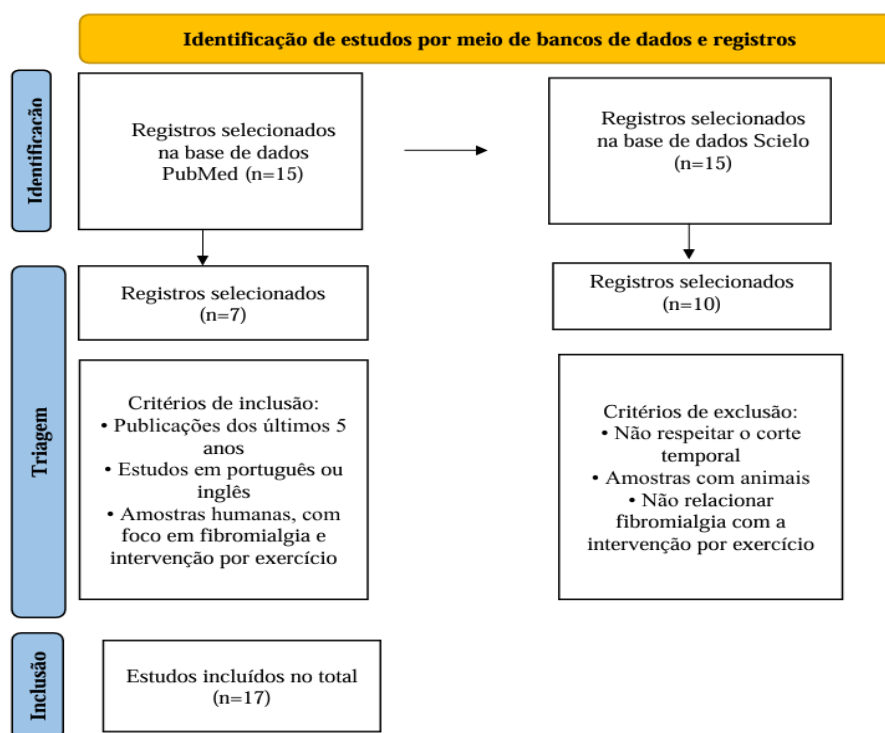 Identificação de estudos por meio de bancos de dados e registros
Identificação
Registros selecionados
na base de dados
PubMed (n=15)
Registros selecionados
na base de dados Scielo
(n=15)
Triagem
Registros selecionados
(n=7)
Registros selecionados
(n=10)
Critérios de inclusão:
• Publicações dos últimos 5
anos
• Estudos em português ou
inglês
• Amostras humanas, com
foco em fibromialgia e
intervenção por exercício
Critérios de exclusão:
• Não respeitar o corte
temporal
• Amostras com animais
• Não relacionar
fibromialgia com a
intervenção por exercício
Inclusão
Estudos incluídos no total
(n=17)